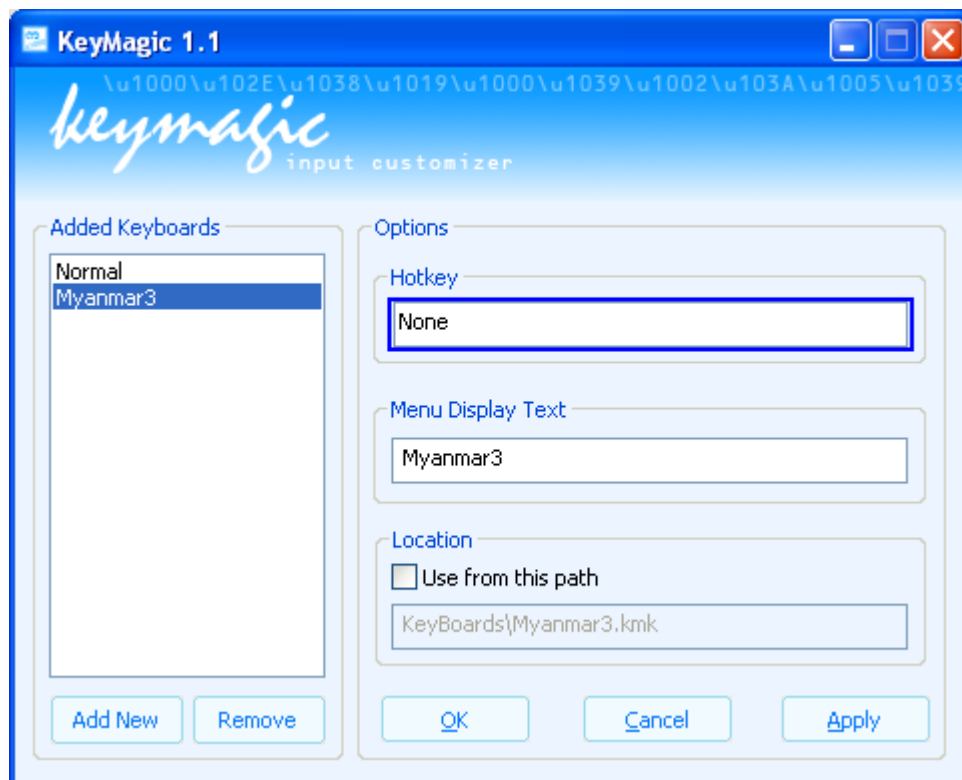 KeyMagic 1.1
\u1000\u102E\u1038\u1019\u1000\u1039\u1002\u103A\u1005\u1039
keymagic
input customizer
Added Keyboards
Normal
Myanmar3
Add New
Remove
Options
Hotkey
None
Menu Display Text
Myanmar3
Location
Use from this path
KeyBoards\Myanmar3.kmk
OK
Cancel
Apply